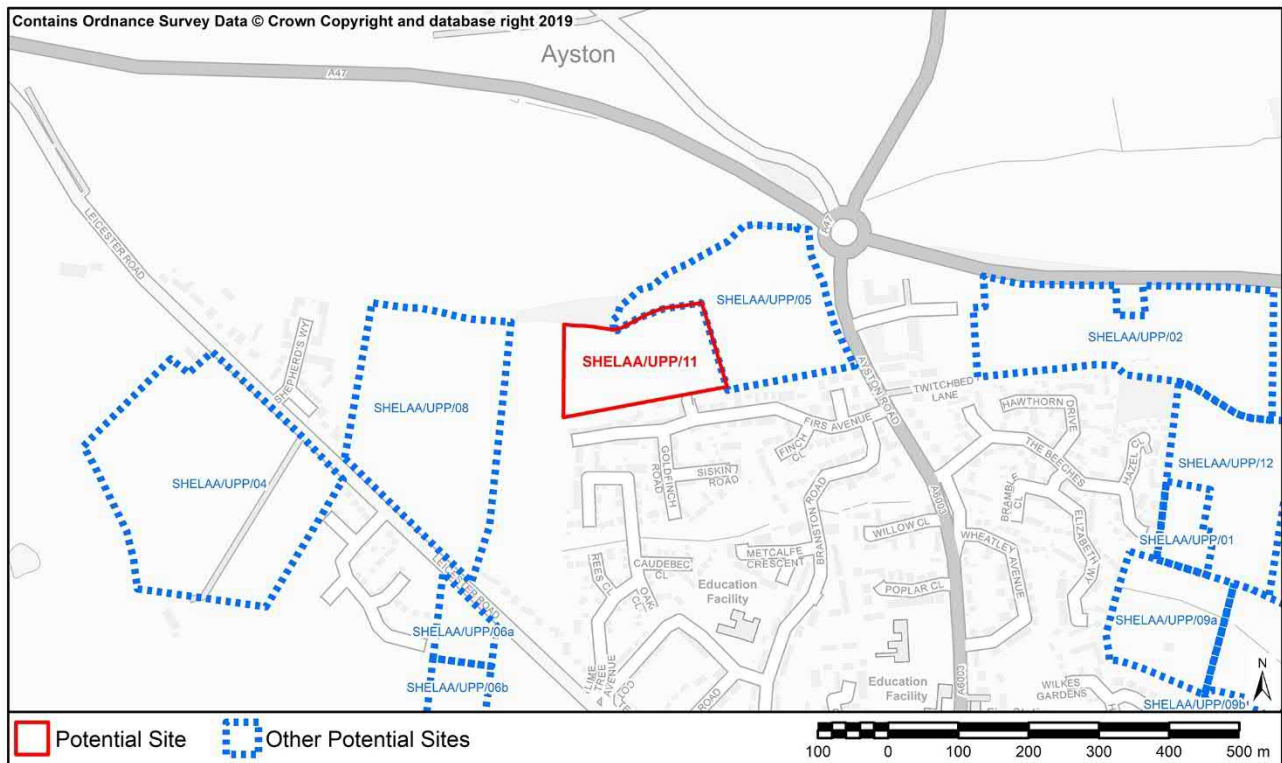 Contains Ordnance Survey Data © Crown Copyright and database right 2019
Ayston
A47
A47
LEICESTER ROAD
SHEPHERD'S WY
SHELAA/UPP/05
SHELAA/UPP/02
SHELAA/UPP/11
AYSTON ROAD
TWITCHBED
LANE
SHELAA/UPP/08
FIRS AVENUE
FINCH
CL
HAWTHORN
DRIVE
THE BEECHES
HAZEL CL
GOLDFINCH
ROAD
SISKIN
ROAD
SHELAA/UPP/12
SHELAA/UPP/04
BRANSTON ROAD
A6003
BRAMBLE
CL
ELIZABETH WY
SHELAA/UPP/01
WILLOW CL
WHEATLEY
AVENUE
LEICESTER ROAD
REES CL
CAUDEBEC
CL
OAK
CL
METCALFE
CRESCENT
Education
Facility
POPLAR CL
SHELAA/UPP/06a
SHELAA/UPP/09a
SHELAA/UPP/06b
LIME
TREE
AVENUE
ROAD
Education
Facility
A6003
WILKES
GARDENS
SHELAA/UPP/09b
N
Potential Site
Other Potential Sites
100 0 100 200 300 400 500 m